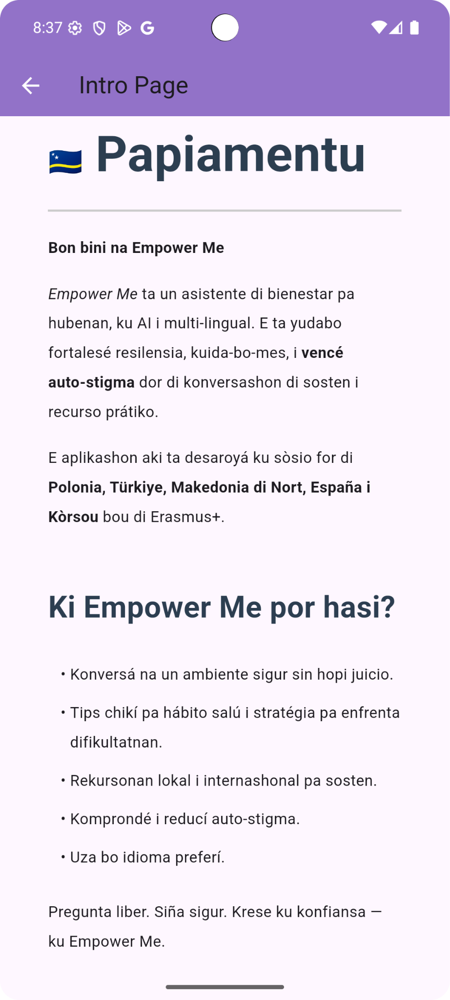 8:37
Intro Page
Papiamentu
Bon bini na Empower Me
Empower Me ta un asistente di bienestar pa
hubenan, ku AI i multi-lingual. E ta yudabo
fortalesé resilensia, kuida-bo-mes, i vencé
auto-stigma dor di konversashon di sosten i
recurso prátiko.
E aplikashon aki ta desaroyá ku sòsio for di
Polonia, Türkiye, Makedonia di Nort, España i
Kòrsou bou di Erasmus+.
Ki Empower Me por hasi?
• Konversá na un ambiente sigur sin hopi juicio.
• Tips chikí pa hábito salú i stratégia pa enfrenta
difikultatnan.
• Rekursonan lokal i internashonal pa sosten.
• Komprondé i reducí auto-stigma.
• Uza bo idioma preferí.
Pregunta liber. Siña sigur. Krese ku konfiansa —
ku Empower Me.